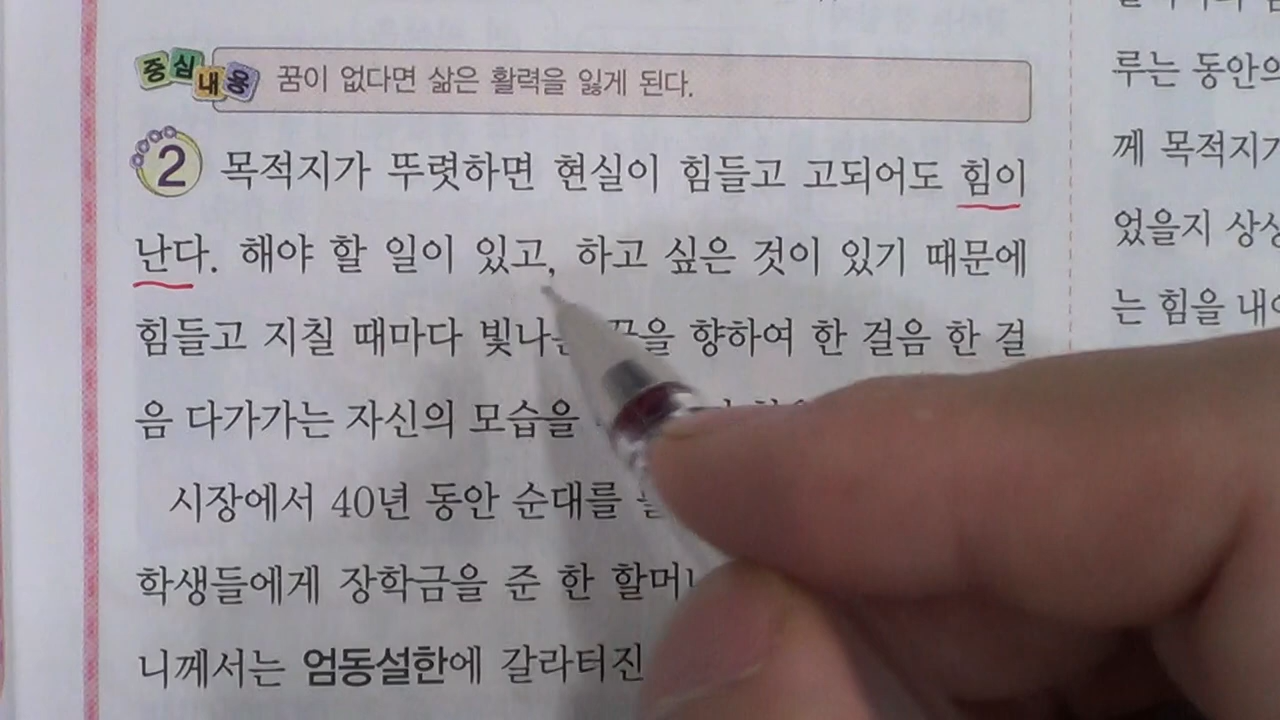 중심내용 꿈이 없다면 삶은 활력을 잃게 된다.
2 목적지가 뚜렷하면 현실이 힘들고 고되어도 힘이
난다. 해야 할 일이 있고, 하고 싶은 것이 있기 때문에
힘들고 지칠 때마다 빛나는 꿈을 향하여 한 걸음 한 걸
음 다가가는 자신의 모습을
시장에서 40년 동안 순대를
학생들에게 장학금을 준 한
니께서는 엄동설한에 갈라터진
루는 동안의
께 목적지가
었을지 상상
는 힘을 내